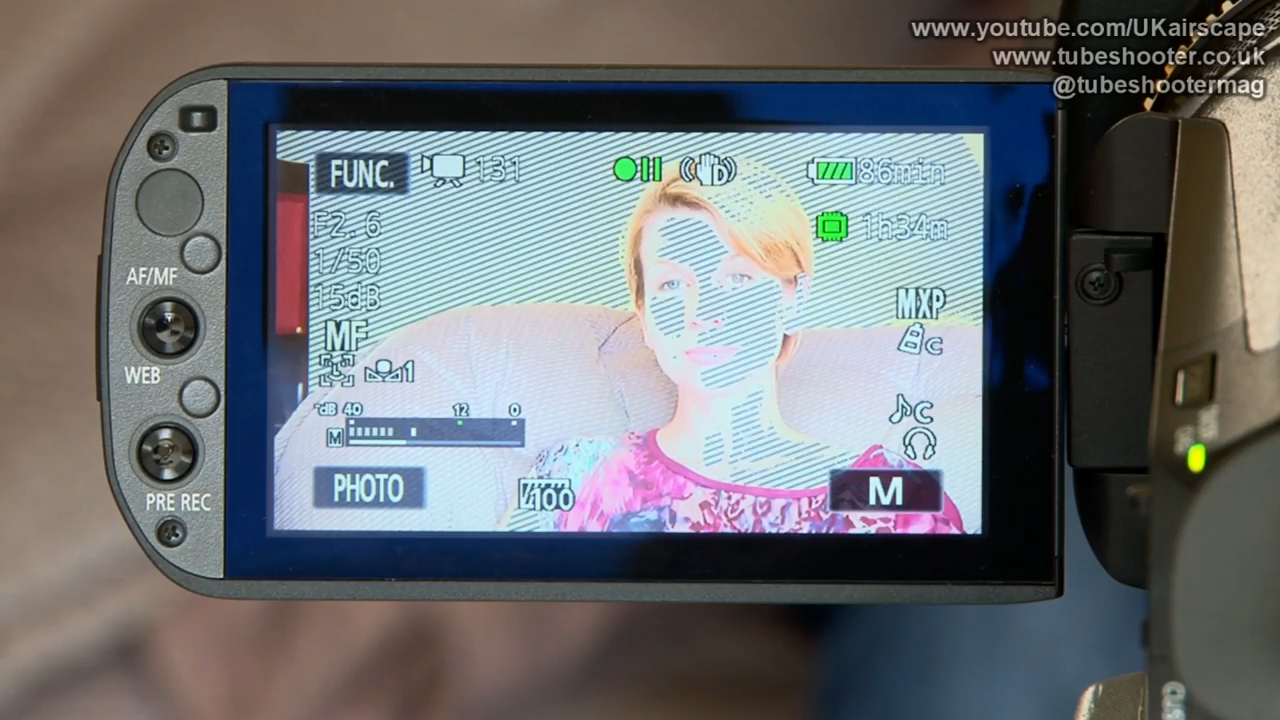 www.youtube.com/UKairscape
www.tubeshooter.co.uk
@tubeshootermag
FUNC. 131 86min
F2.6 1h34m
1/50
15dB
MXP
MF
C
1
AF/MF
WEB
dB 40 12 0
M
C
PHOTO
100
M
PRE REC